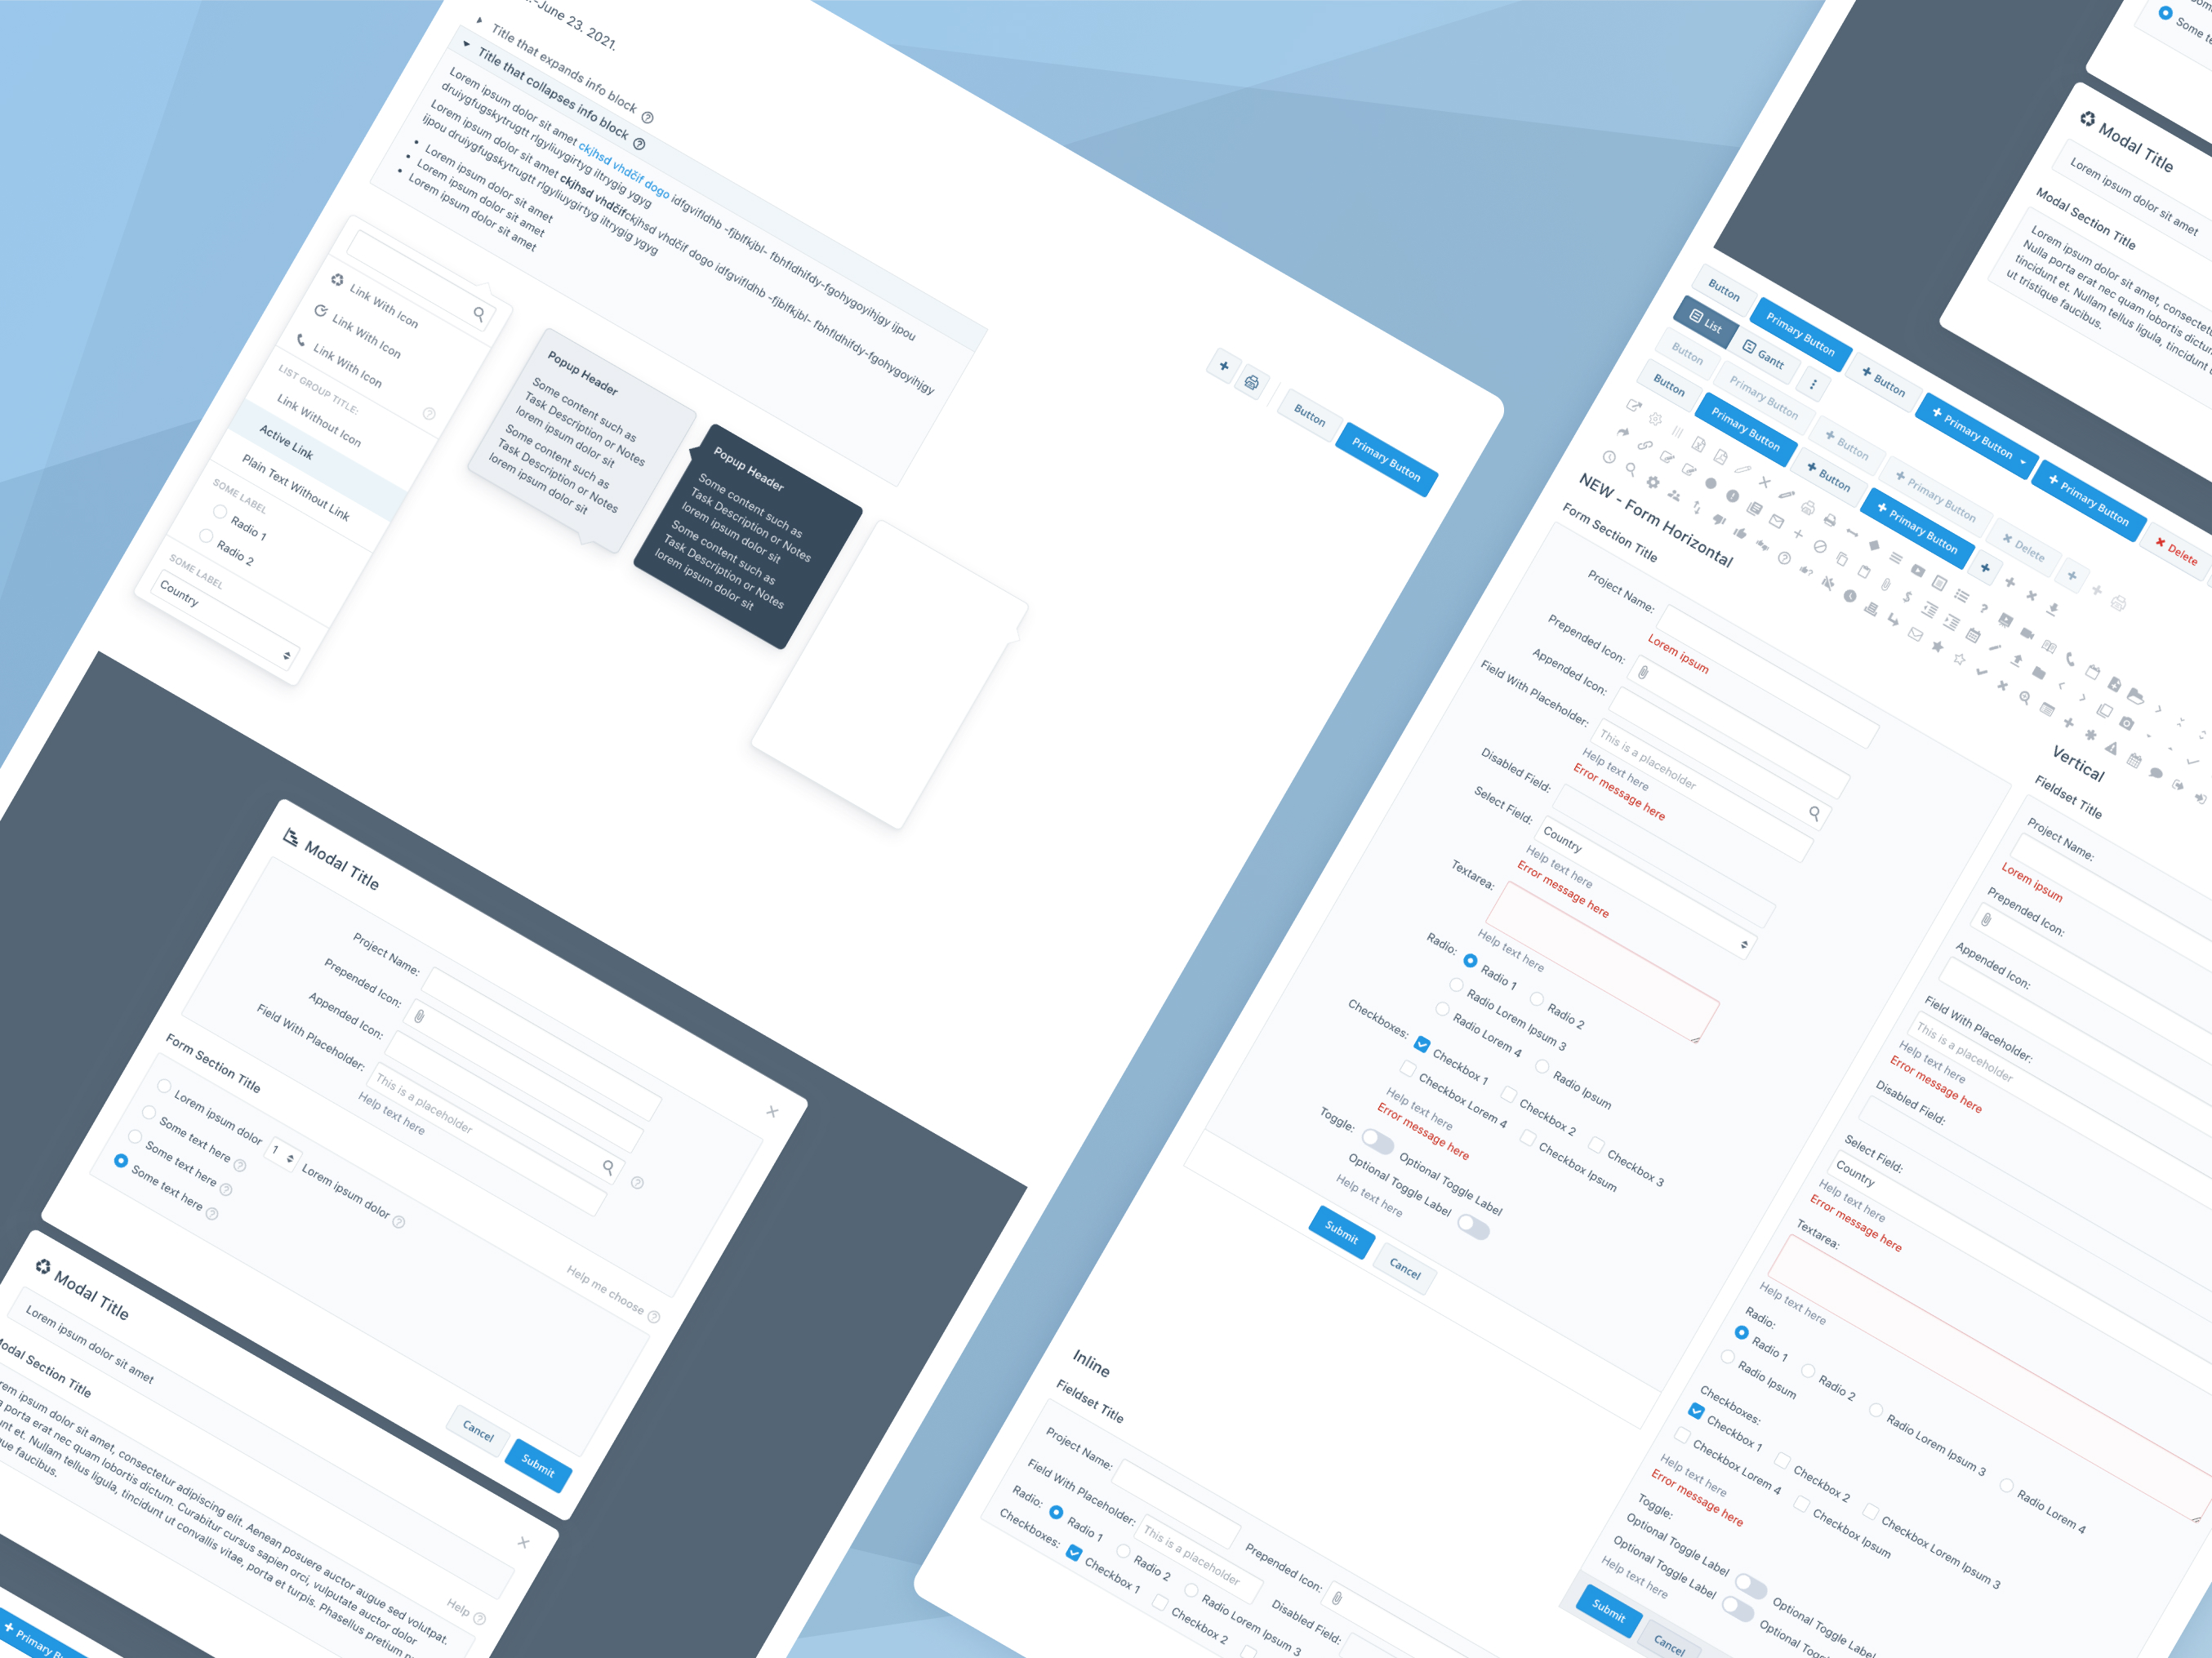 -June 23. 2021.
Title that expands info block
Title that collapses info block
Lorem ipsum dolor sit amet ckjhsd vhdčif dogo idfgvifldhb -fjblfkjbl- fbhfldhifdy-fgohygoyihjgy ijpou
druiygfugskytrugtt rlgyliuygirtyg iltrygig ygyg
Lorem ipsum dolor sit amet ckjhsd vhdčifckjhsd vhdčif dogo idfgvifldhb -fjblfkjbl- fbhfldhifdy-fgohygoyihjgy
ijpou druiygfugskytrugtt rlgyliuygirtyg iltrygig ygyg
• Lorem ipsum dolor sit amet
• Lorem ipsum dolor sit amet
• Lorem ipsum dolor sit amet
Link With Icon
Link With Icon
Link With Icon
LIST GROUP TITLE:
Link Without Icon
Active Link
Plain Text Without Link
SOME LABEL
Radio 1
Radio 2
SOME LABEL
Country
Popup Header
Some content such as
Task Description or Notes
lorem ipsum dolor sit
Some content such as
Task Description or Notes
lorem ipsum dolor sit
Popup Header
Some content such as
Task Description or Notes
lorem ipsum dolor sit
Some content such as
Task Description or Notes
lorem ipsum dolor sit
Button
Primary Button
Modal Title
Project Name:
Prepended Icon:
Appended Icon:
Field With Placeholder:
This is a placeholder
Help text here
Form Section Title
Lorem ipsum dolor 1 Lorem ipsum dolor
Some text here
Some text here
Some text here
Help me choose
Cancel
Submit
Modal Title
Lorem ipsum dolor sit amet
Modal Section Title
rem ipsum dolor sit amet, consectetur adipiscing elit. Aenean posuere auctor augue sed volutpat.
porta erat nec quam lobortis dictum. Curabitur cursus sapien orci, vulputate auctor dolor
nt et. Nullam tellus ligula, tincidunt ut convallis vitae, porta et turpis. Phasellus pretium
ue faucibus.
Help
Primary
Some te
Modal Title
Lorem ipsum dolor sit amet
Modal Section Title
Lorem ipsum dolor sit amet, consectetu
Nulla porta erat nec quam lobortis dictu
tincidunt et. Nullam tellus ligula, tincidunt
ut tristique faucibus.
Button
Primary Button
Button
Primary Button
Primary Button
Delete
List
Gantt
Button
Primary Button
Button
Primary Button
Delete
Button
Primary Button
Button
Primary Button
NEW - Form Horizontal
Form Section Title
Project Name:
Lorem ipsum
Prepended Icon:
Appended Icon:
Field With Placeholder:
This is a placeholder
Help text here
Error message here
Disabled Field:
Select Field:
Country
Help text here
Error message here
Textarea:
Help text here
Radio:
Radio 1
Radio 2
Radio Lorem Ipsum 3
Radio Lorem 4
Radio Ipsum
Checkboxes:
Checkbox 1
Checkbox 2
Checkbox 3
Checkbox Lorem 4
Checkbox Ipsum
Help text here
Error message here
Toggle:
Optional Toggle Label
Optional Toggle Label
Help text here
Submit
Cancel
Inline
Fieldset Title
Project Name:
Prepended Icon:
Field With Placeholder:
This is a placeholder
Disabled Field:
Radio:
Radio 1
Radio 2
Radio Lorem Ipsum 3
Checkboxes:
Checkbox 1
Checkbox 2
Vertical
Fieldset Title
Project Name:
Lorem ipsum
Prepended Icon:
Appended Icon:
Field With Placeholder:
This is a placeholder
Help text here
Error message here
Disabled Field:
Select Field:
Country
Help text here
Error message here
Textarea:
Help text here
Radio:
Radio 1
Radio 2
Radio Lorem Ipsum 3
Radio Lorem 4
Radio Ipsum
Checkboxes:
Checkbox 1
Checkbox 2
Checkbox Lorem Ipsum 3
Checkbox Lorem 4
Checkbox Ipsum
Help text here
Error message here
Toggle:
Optional Toggle Label
Optional Toggle Label
Optional Toggle Label
Optional Togg
Help text here
Submit
Cancel